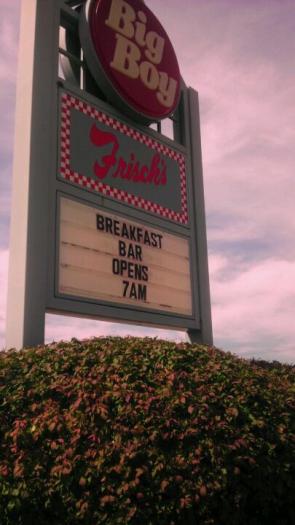 Big
Boy
Frisch's
BREAKFAST
BAR
OPENS
7AM